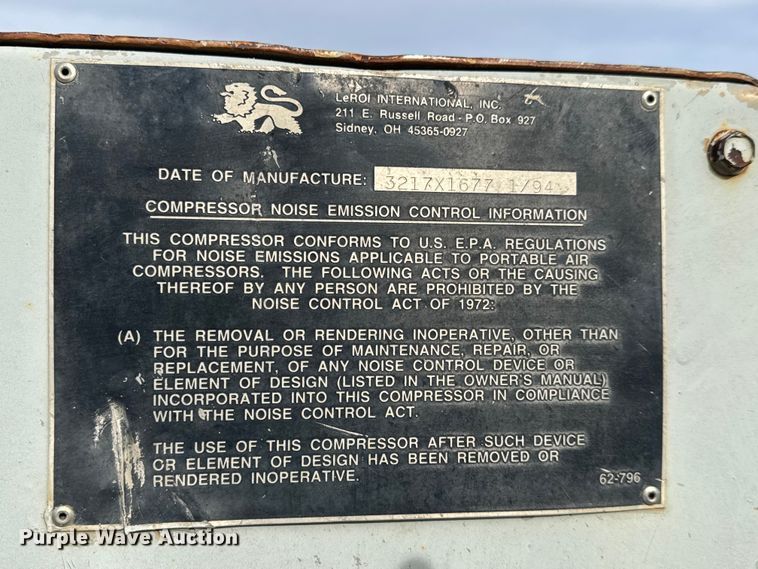 LeROI INTERNATIONAL, INC.
211 E. Russell Road - P.O. Box 927
Sidney, OH 45365-0927
DATE OF MANUFACTURE: 3217X1677 1/94
COMPRESSOR NOISE EMISSION CONTROL INFORMATION
THIS COMPRESSOR CONFORMS TO U.S. E.P.A. REGULATIONS
FOR NOISE EMISSIONS APPLICABLE TO PORTABLE AIR
COMPRESSORS. THE FOLLOWING ACTS OR THE CAUSING
THEREOF BY ANY PERSON ARE PROHIBITED BY THE
NOISE CONTROL ACT OF 1972:
(A) THE REMOVAL OR RENDERING INOPERATIVE, OTHER THAN
FOR THE PURPOSE OF MAINTENANCE, REPAIR, OR
REPLACEMENT, OF ANY NOISE CONTROL DEVICE OR
ELEMENT OF DESIGN (LISTED IN THE OWNER'S MANUAL)
INCORPORATED INTO THIS COMPRESSOR IN COMPLIANCE
WITH THE NOISE CONTROL ACT.
THE USE OF THIS COMPRESSOR AFTER SUCH DEVICE
OR ELEMENT OF DESIGN HAS BEEN REMOVED OR
RENDERED INOPERATIVE.
62-796
Purple Wave Auction